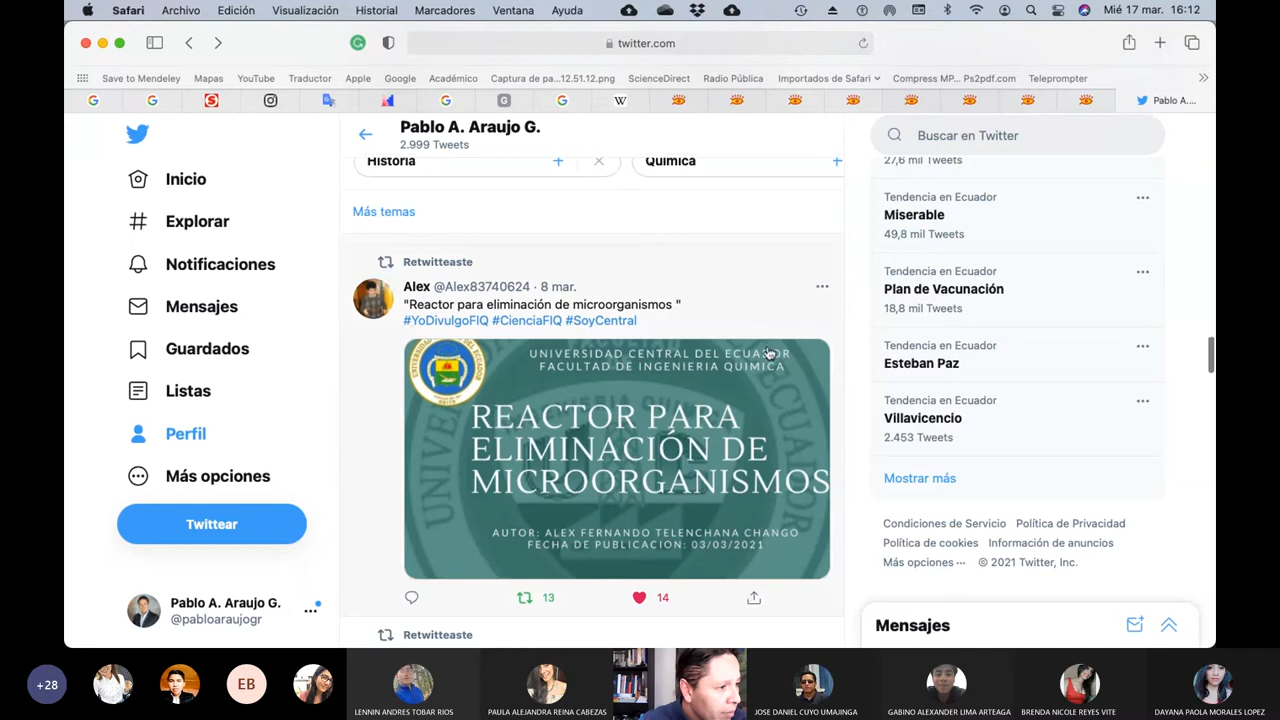 Safari Archivo Edición Visualización Historial Marcadores Ventana Ayuda Mié 17 mar. 16:12
twitter.com
Save to Mendeley Mapas YouTube Traductor Apple Google Académico Captura de pa...12.51.12.png ScienceDirect Radio Pública Importados de Safari Compress MP... Ps2pdf.com Teleprompter
Pablo A....
Pablo A. Araujo G.
2.999 Tweets
Historia
Química
Más temas
Inicio
Explorar
Notificaciones
Mensajes
Guardados
Listas
Perfil
Más opciones
Twittear
Pablo A. Araujo G.
@pabloaraujogr
Retwitteaste
Alex @Alex83740624 · 8 mar.
"Reactor para eliminación de microorganismos "
#YoDivulgoFIQ #CienciaFIQ #SoyCentral
UNIVERSIDAD CENTRAL DEL ECUADOR
FACULTAD DE INGENIERIA QUIMICA
REACTOR PARA
ELIMINACIÓN DE
MICROORGANISMOS
AUTOR: ALEX FERNANDO TELENCHANA CHANGO
FECHA DE PUBLICACION: 03/03/2021
13
14
Retwitteaste
Buscar en Twitter
27,6 mil Tweets
Tendencia en Ecuador
Miserable
49,8 mil Tweets
Tendencia en Ecuador
Plan de Vacunación
18,8 mil Tweets
Tendencia en Ecuador
Esteban Paz
Tendencia en Ecuador
Villavicencio
2.453 Tweets
Mostrar más
Condiciones de Servicio Política de Privacidad
Política de cookies Información de anuncios
Más opciones ··· © 2021 Twitter, Inc.
Mensajes
+28
EB
LENNIN ANDRES TOBAR RIOS
PAULA ALEJANDRA REINA CABEZAS
JOSE DANIEL CUYO UMAJINGA
GABINO ALEXANDER LIMA ARTEAGA
BRENDA NICOLE REYES VITE
DAYANA PAOLA MORALES LOPEZ